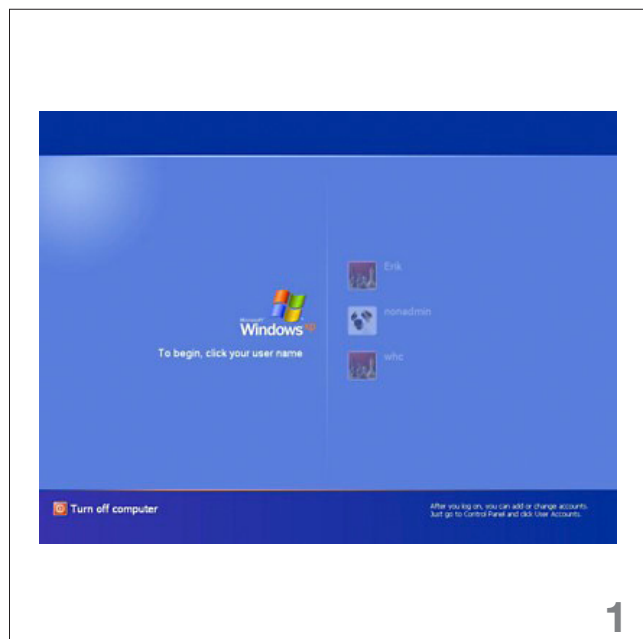 Erik
nonadmin
Microsoft
Windows xp
To begin, click your user name
whc
Turn off computer
After you log on, you can add or change accounts.
Just go to Control Panel and click User Accounts.
1